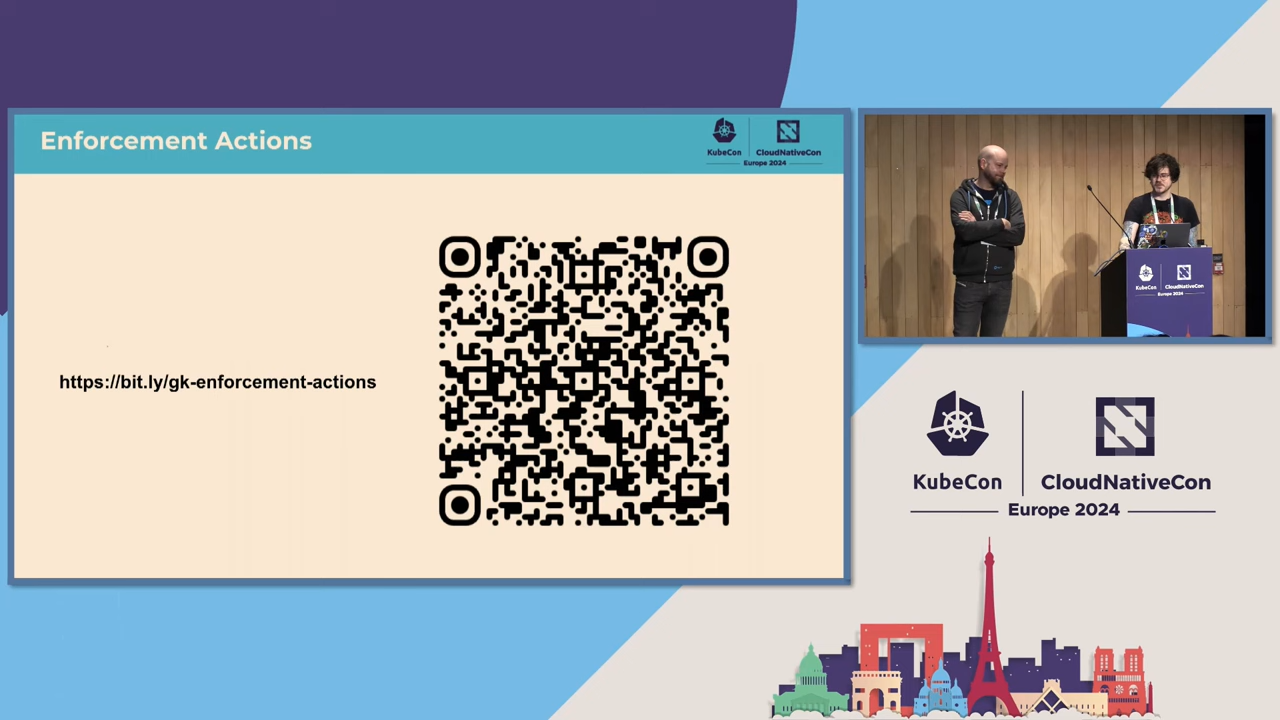 Enforcement Actions
KubeCon
CloudNativeCon
Europe 2024
https://bit.ly/gk-enforcement-actions
KubeCon
CloudNativeCon
Europe 2024
KubeCon
CloudNativeCon
Europe 2024